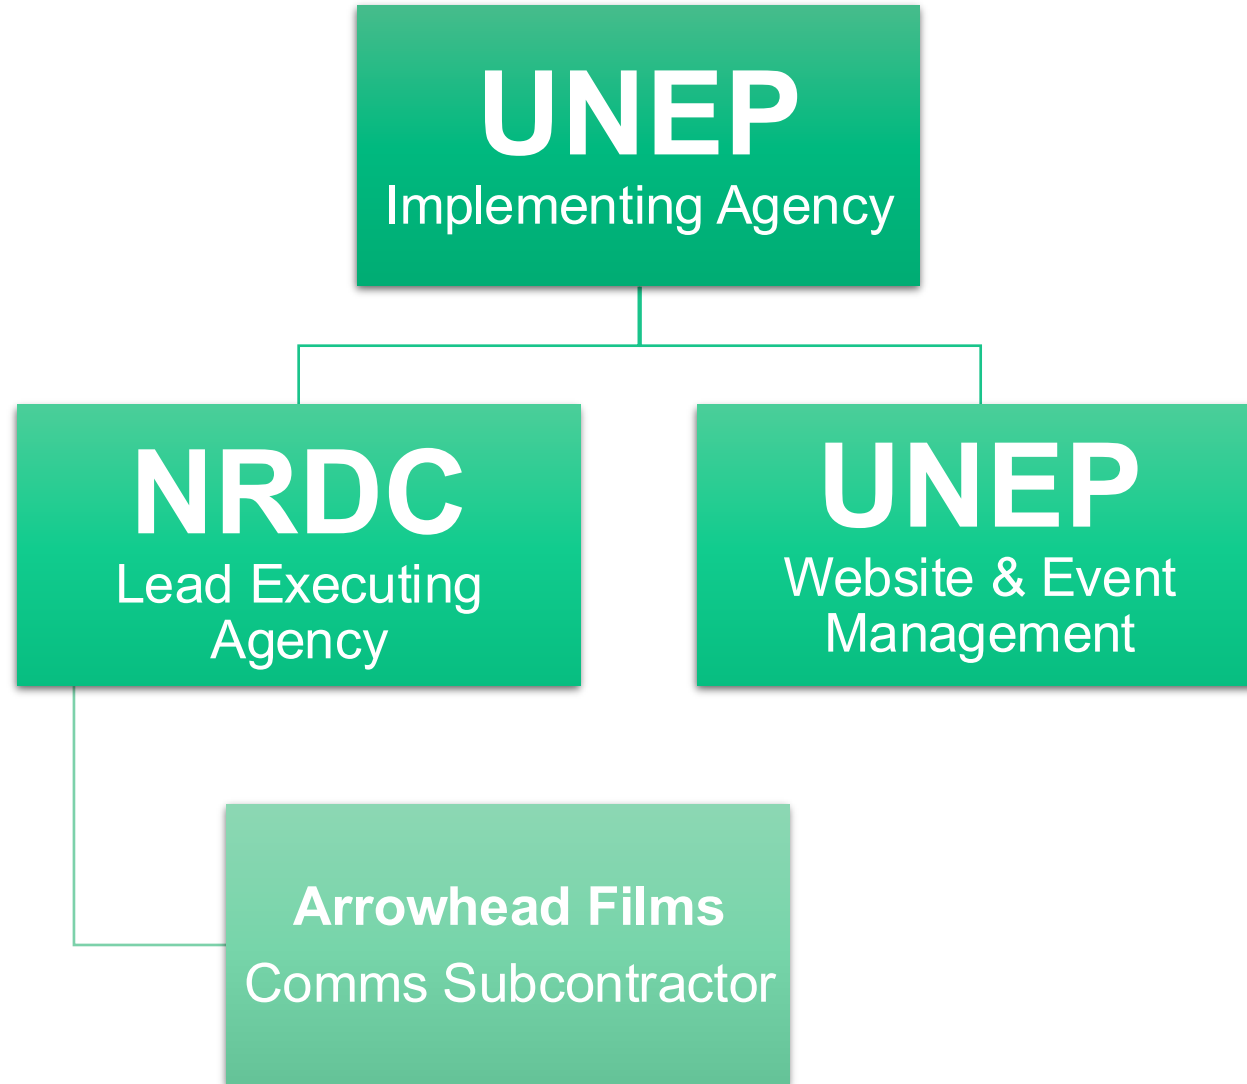 UNEP
Implementing Agency
NRDC
Lead Executing
Agency
UNEP
Website & Event
Management
Arrowhead Films
Comms Subcontractor